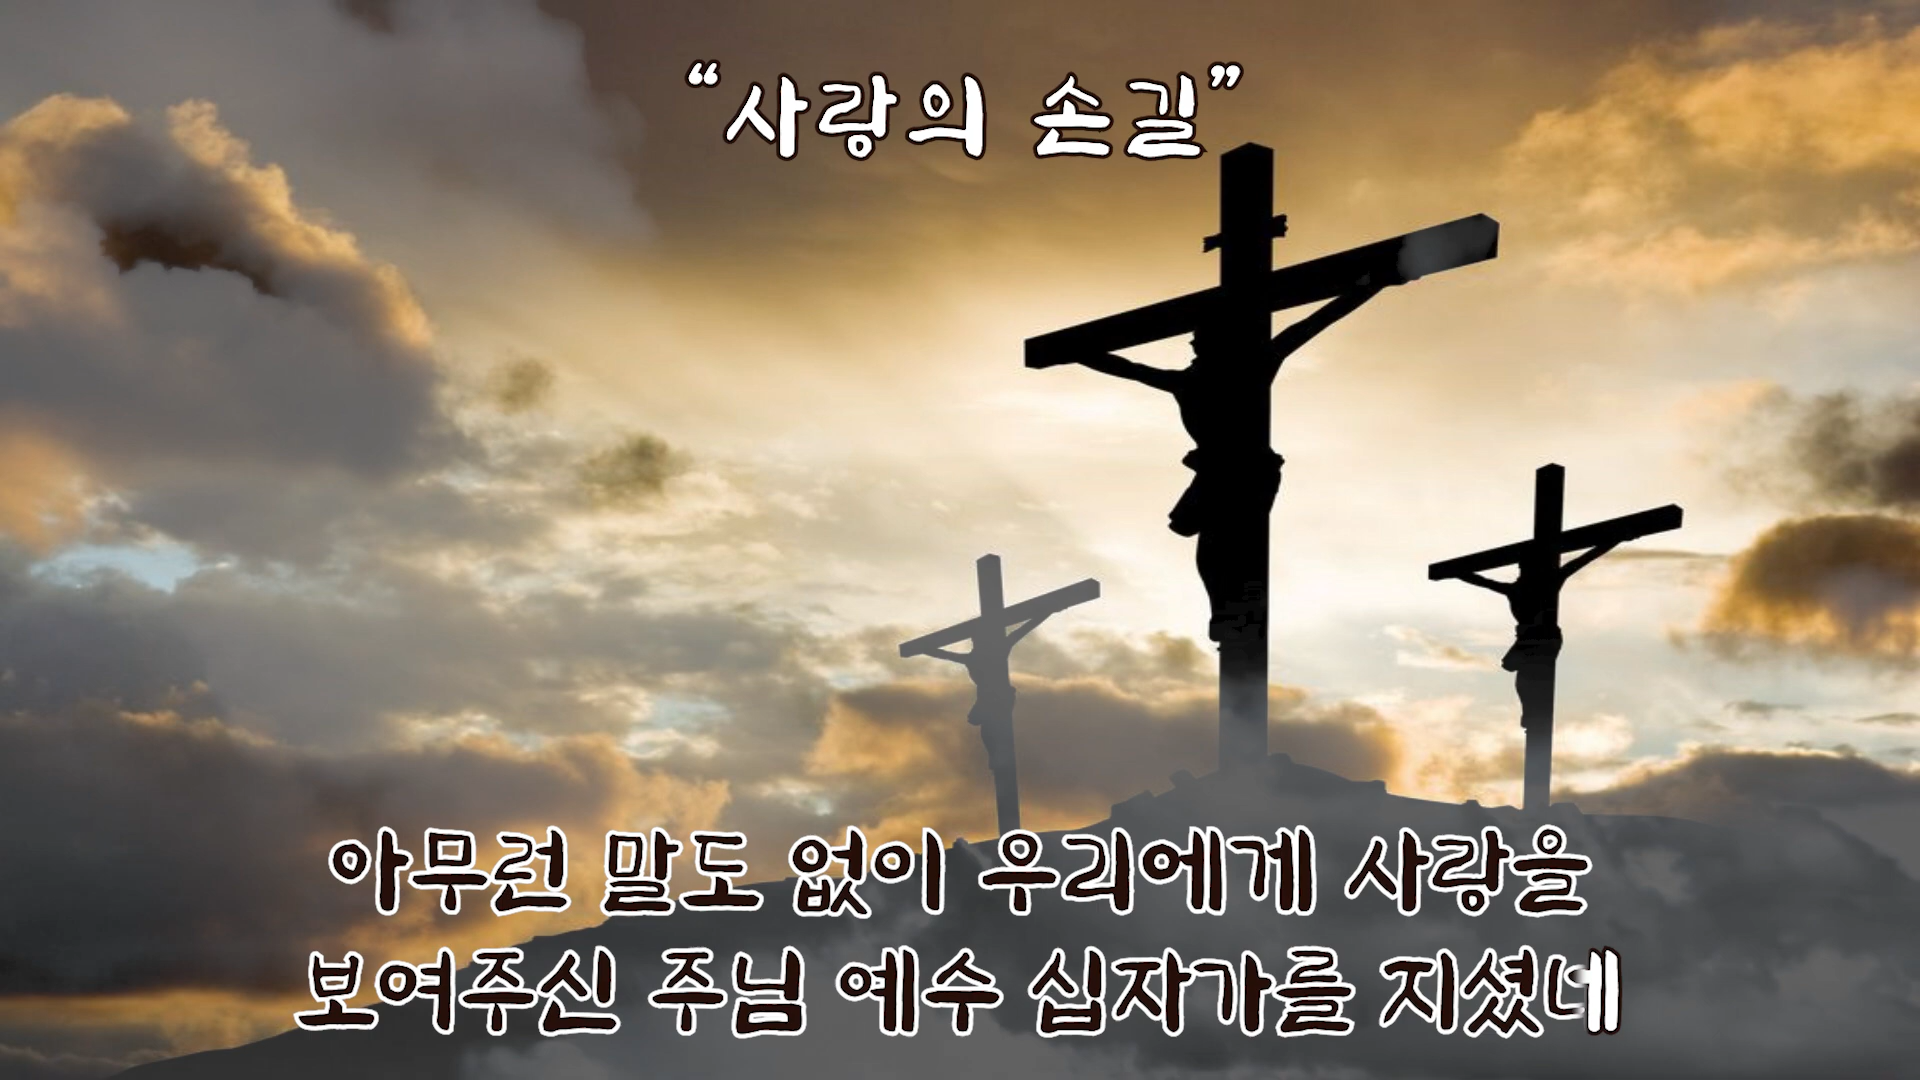 “사랑의 손길”
아무런 말도 없이 우리에게 사랑을
보여주신 주님 예수 십자가를 지셨네